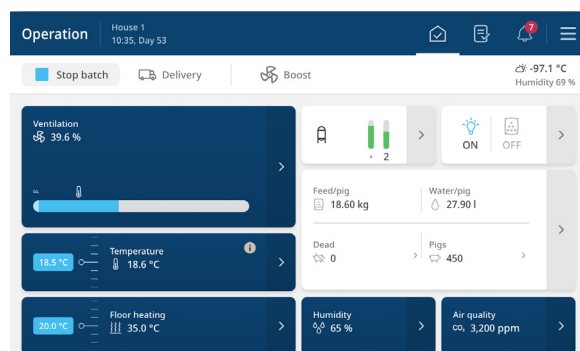 Operation
House 1
10:35, Day 53
7
Stop batch
Delivery
Boost
-97.1 °C
Humidity 69 %
Ventilation
39.6 %
2
ON
OFF
Feed/pig
18.60 kg
Water/pig
27.90 l
Dead
0
Pigs
450
18.5 °C
Temperature
18.6 °C
i
20.0 °C
Floor heating
35.0 °C
Humidity
65 %
Air quality
CO₂ 3,200 ppm